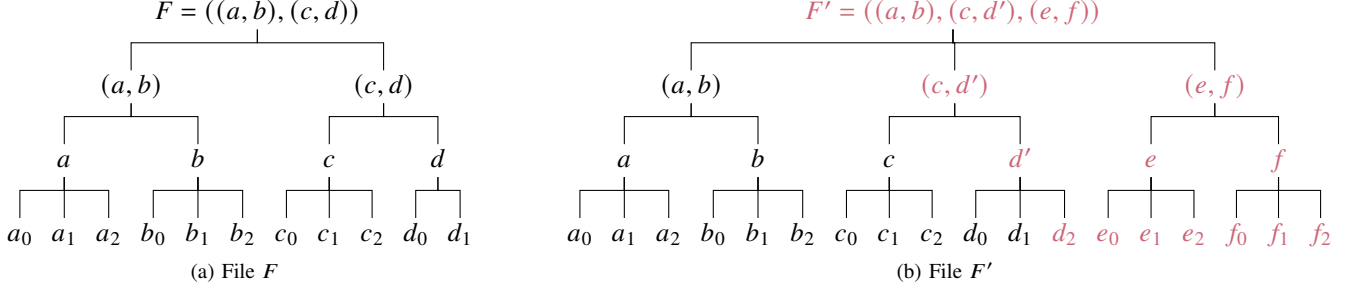 F = ((a, b), (c, d))
F′ = ((a, b), (c, d′), (e, f))
(a, b) (c, d)
(a, b) (c, d′) (e, f)
a b c d
a b c d′ e f
a₀ a₁ a₂ b₀ b₁ b₂ c₀ c₁ c₂ d₀ d₁
a₀ a₁ a₂ b₀ b₁ b₂ c₀ c₁ c₂ d₀ d₁ d₂ e₀ e₁ e₂ f₀ f₁ f₂
(a) File F
(b) File F′